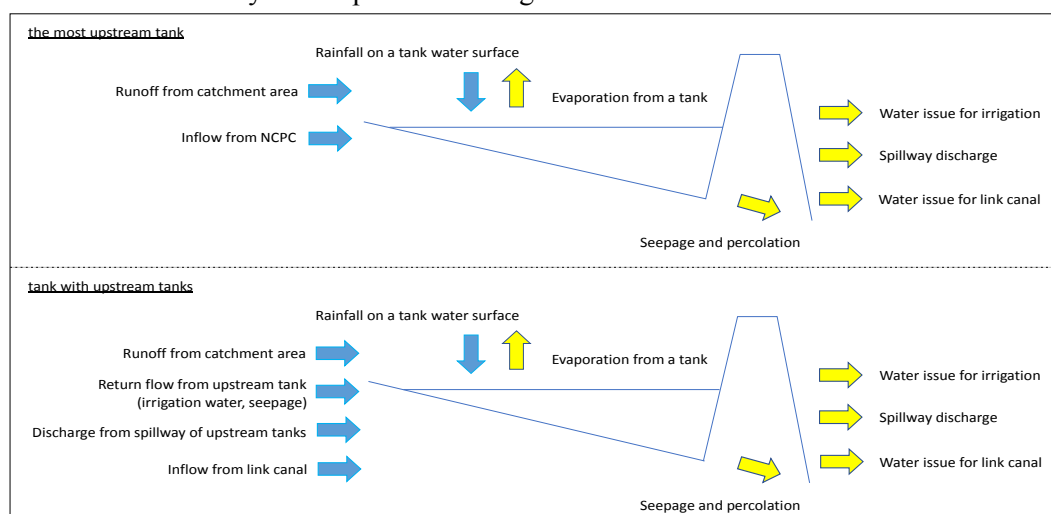 the most upstream tank
Rainfall on a tank water surface
Runoff from catchment area
Evaporation from a tank
Inflow from NCPC
Water issue for irrigation
Spillway discharge
Water issue for link canal
Seepage and percolation
tank with upstream tanks
Rainfall on a tank water surface
Runoff from catchment area
Evaporation from a tank
Return flow from upstream tank
(irrigation water, seepage)
Discharge from spillway of upstream tanks
Inflow from link canal
Water issue for irrigation
Spillway discharge
Water issue for link canal
Seepage and percolation